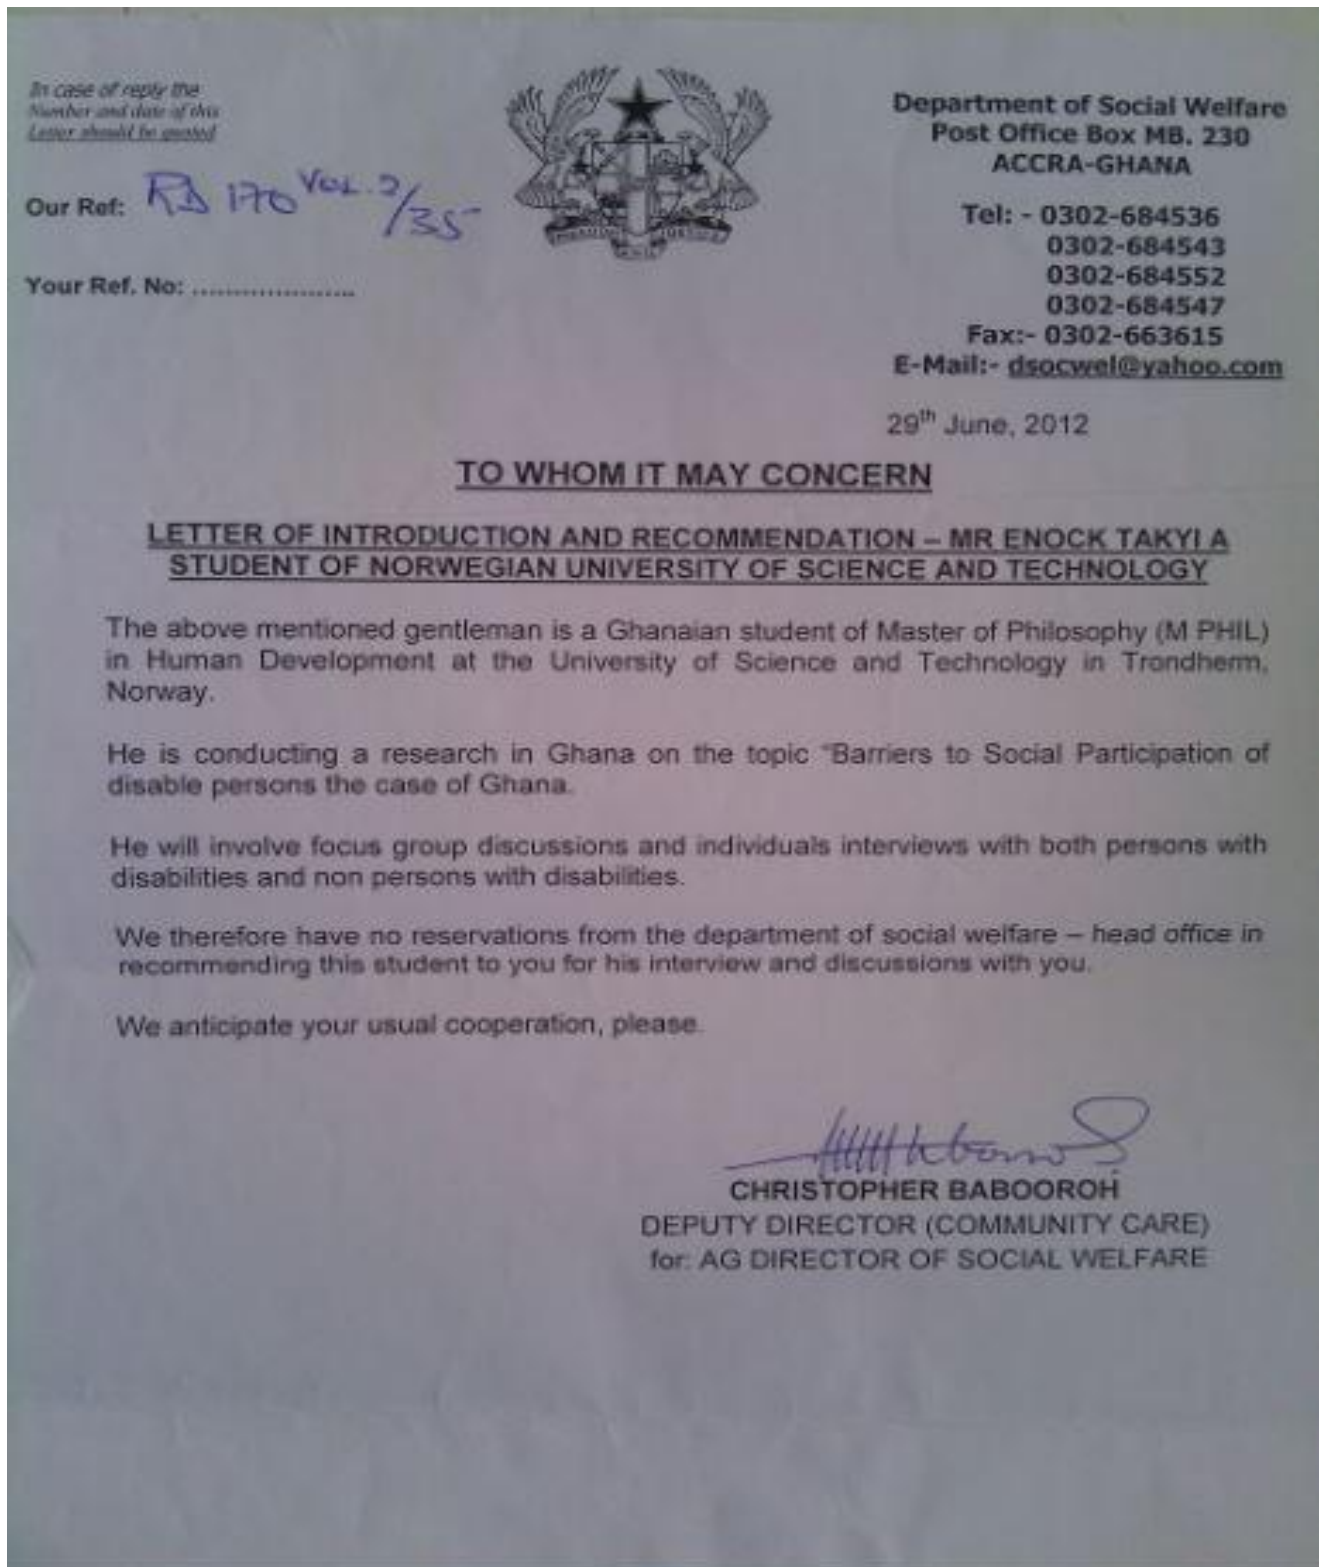 In case of reply the
Number and date of this
Letter should be quoted
Our Ref: RD 170 VOL. 2/35
Your Ref. No: .....................
Department of Social Welfare
Post Office Box MB. 230
ACCRA-GHANA
Tel: - 0302-684536
0302-684543
0302-684552
0302-684547
Fax:- 0302-663615
E-Mail:- dsocwel@yahoo.com
29th June, 2012
TO WHOM IT MAY CONCERN
LETTER OF INTRODUCTION AND RECOMMENDATION – MR ENOCK TAKYI A
STUDENT OF NORWEGIAN UNIVERSITY OF SCIENCE AND TECHNOLOGY
The above mentioned gentleman is a Ghanaian student of Master of Philosophy (M PHIL)
in Human Development at the University of Science and Technology in Trondherm,
Norway.
He is conducting a research in Ghana on the topic "Barriers to Social Participation of
disable persons the case of Ghana.
He will involve focus group discussions and individuals interviews with both persons with
disabilities and non persons with disabilities.
We therefore have no reservations from the department of social welfare – head office in
recommending this student to you for his interview and discussions with you.
We anticipate your usual cooperation, please.
CHRISTOPHER BABOOROH
DEPUTY DIRECTOR (COMMUNITY CARE)
for: AG DIRECTOR OF SOCIAL WELFARE